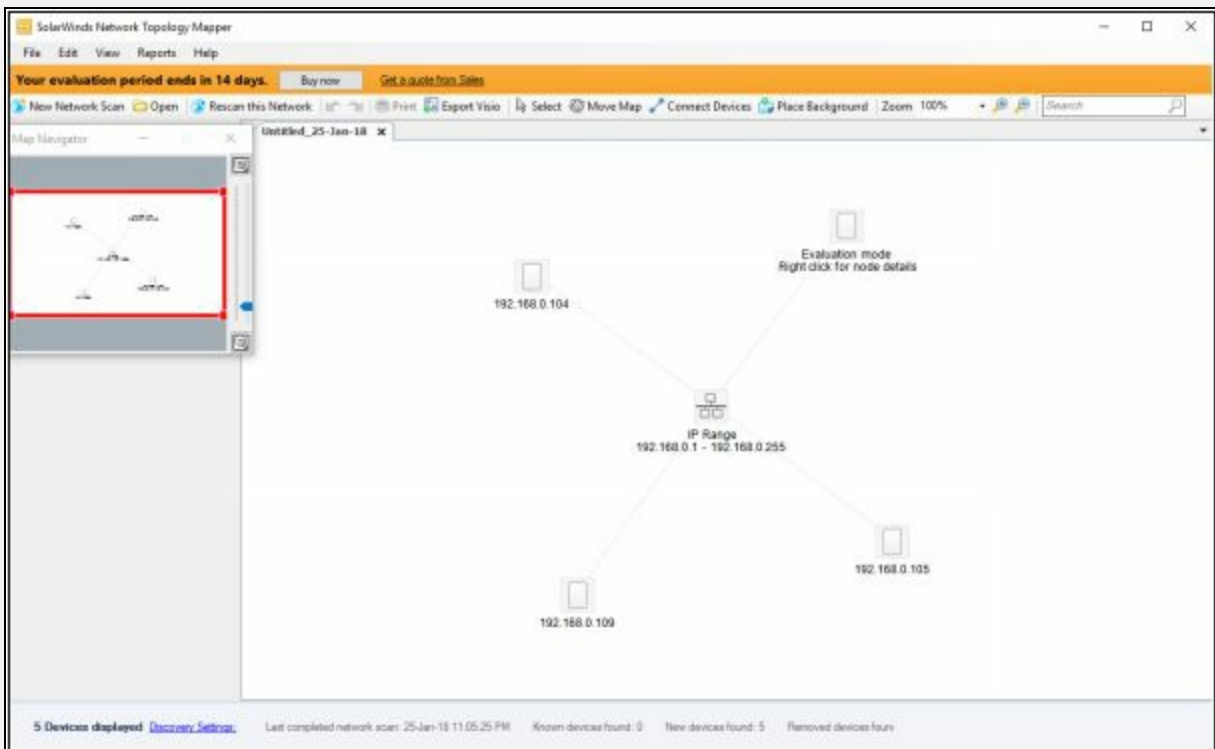 SolarWinds Network Topology Mapper
File Edit View Reports Help
Your evaluation period ends in 14 days. Buy now Get a quote from Sales
New Network Scan Open Rescan this Network Print Export Visio Select Move Map Connect Devices Place Background Zoom 100% Search
Map Navigator
Untitled_25-Jan-18
Evaluation mode
Right click for node details
192.168.0.104
IP Range
192.168.0.1 - 192.168.0.255
192.168.0.105
192.168.0.109
5 Devices displayed Discovery Settings: Last completed network scan: 25-Jan-18 11:05:25 PM Known devices found: 0 New devices found: 5 Removed devices foun